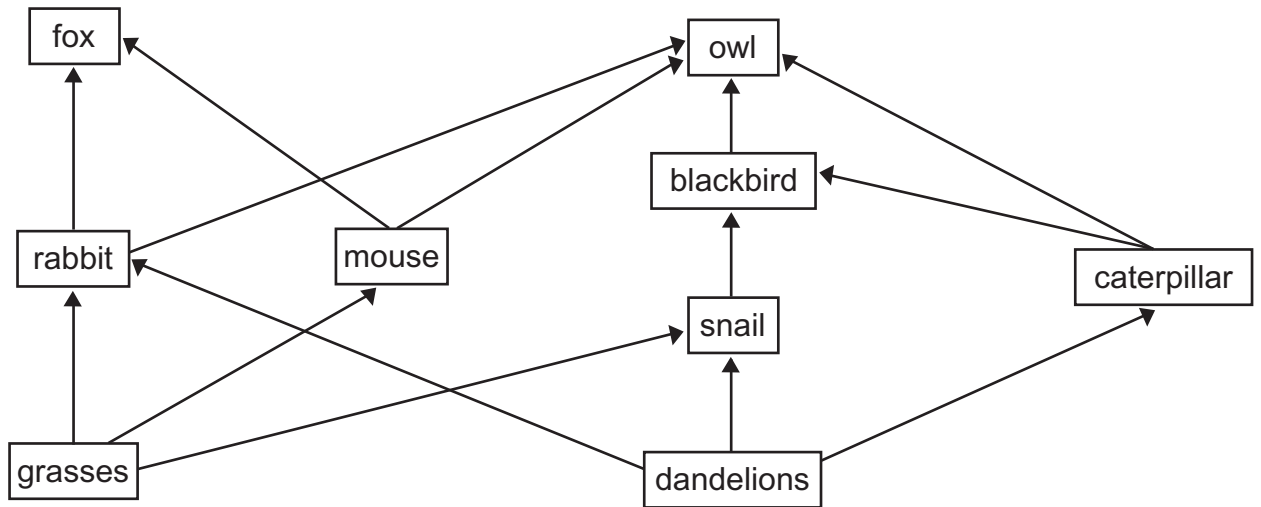 fox
owl
blackbird
rabbit
mouse
caterpillar
snail
grasses
dandelions